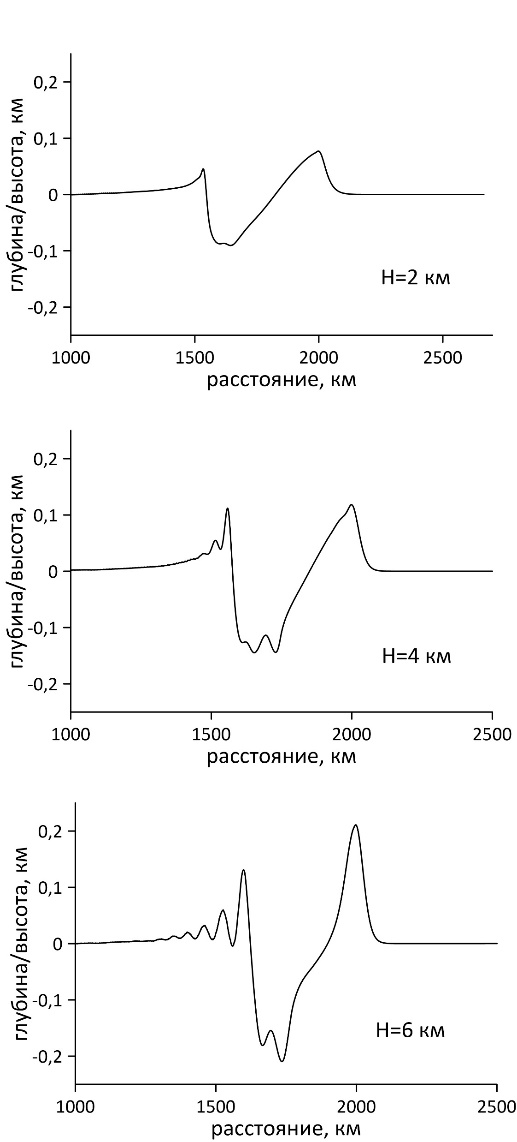 глубина/высота, км
0,2
0,1
0
-0,1
-0,2
H=2 км
1000 1500 2000 2500
расстояние, км
глубина/высота, км
0,2
0,1
0
-0,1
-0,2
H=4 км
1000 1500 2000 2500
расстояние, км
глубина/высота, км
0,2
0,1
0
-0,1
-0,2
H=6 км
1000 1500 2000 2500
расстояние, км